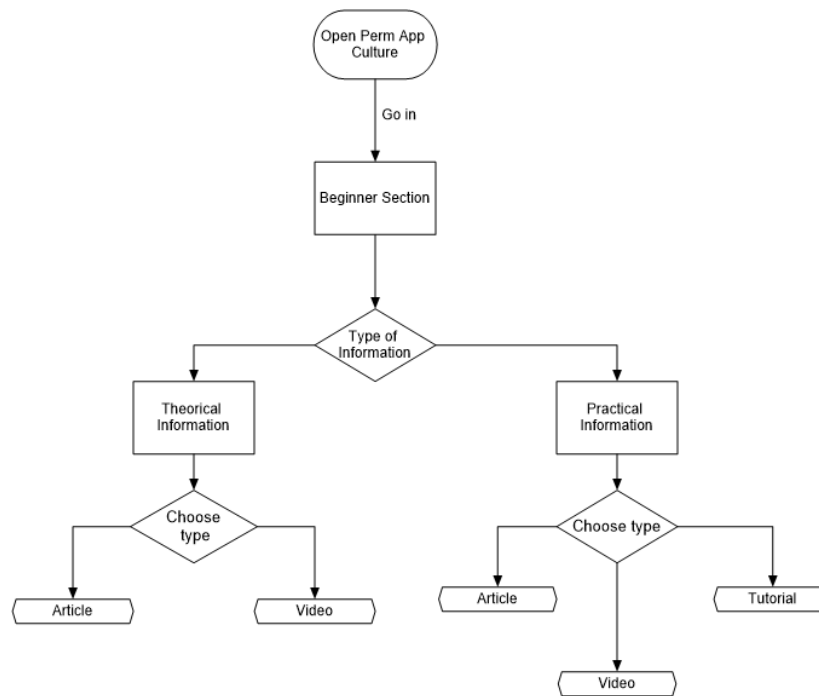 Open Perm App
Culture
Go in
Beginner Section
Type of
Information
Theorical
Information
Practical
Information
Choose
type
Choose type
Article
Video
Article
Tutorial
Video